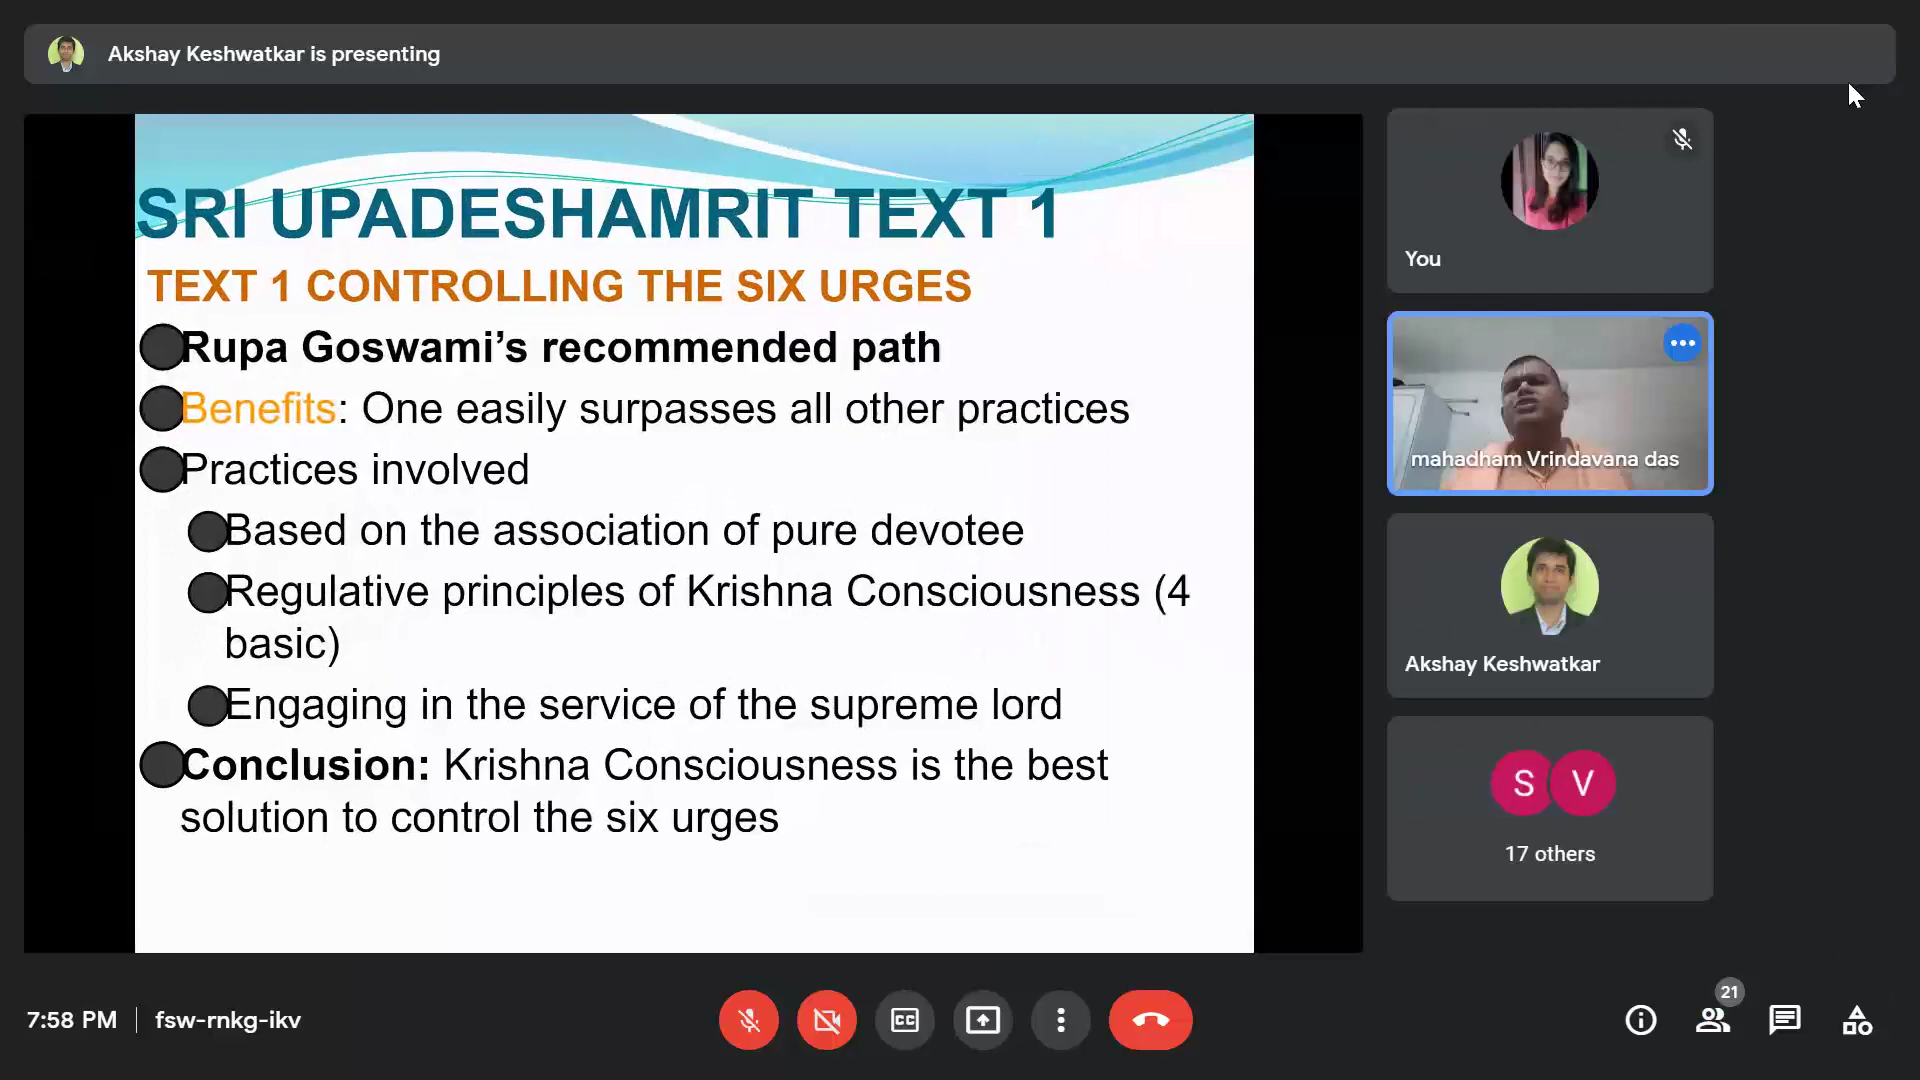 Akshay Keshwatkar is presenting
SRI UPADESHAMRIT TEXT 1
TEXT 1 CONTROLLING THE SIX URGES
Rupa Goswami’s recommended path
Benefits: One easily surpasses all other practices
Practices involved
Based on the association of pure devotee
Regulative principles of Krishna Consciousness (4
basic)
Engaging in the service of the supreme lord
Conclusion: Krishna Consciousness is the best
solution to control the six urges
You
mahadham Vrindavana das
Akshay Keshwatkar
S V
17 others
7:58 PM | fsw-rnkg-ikv
CC
21